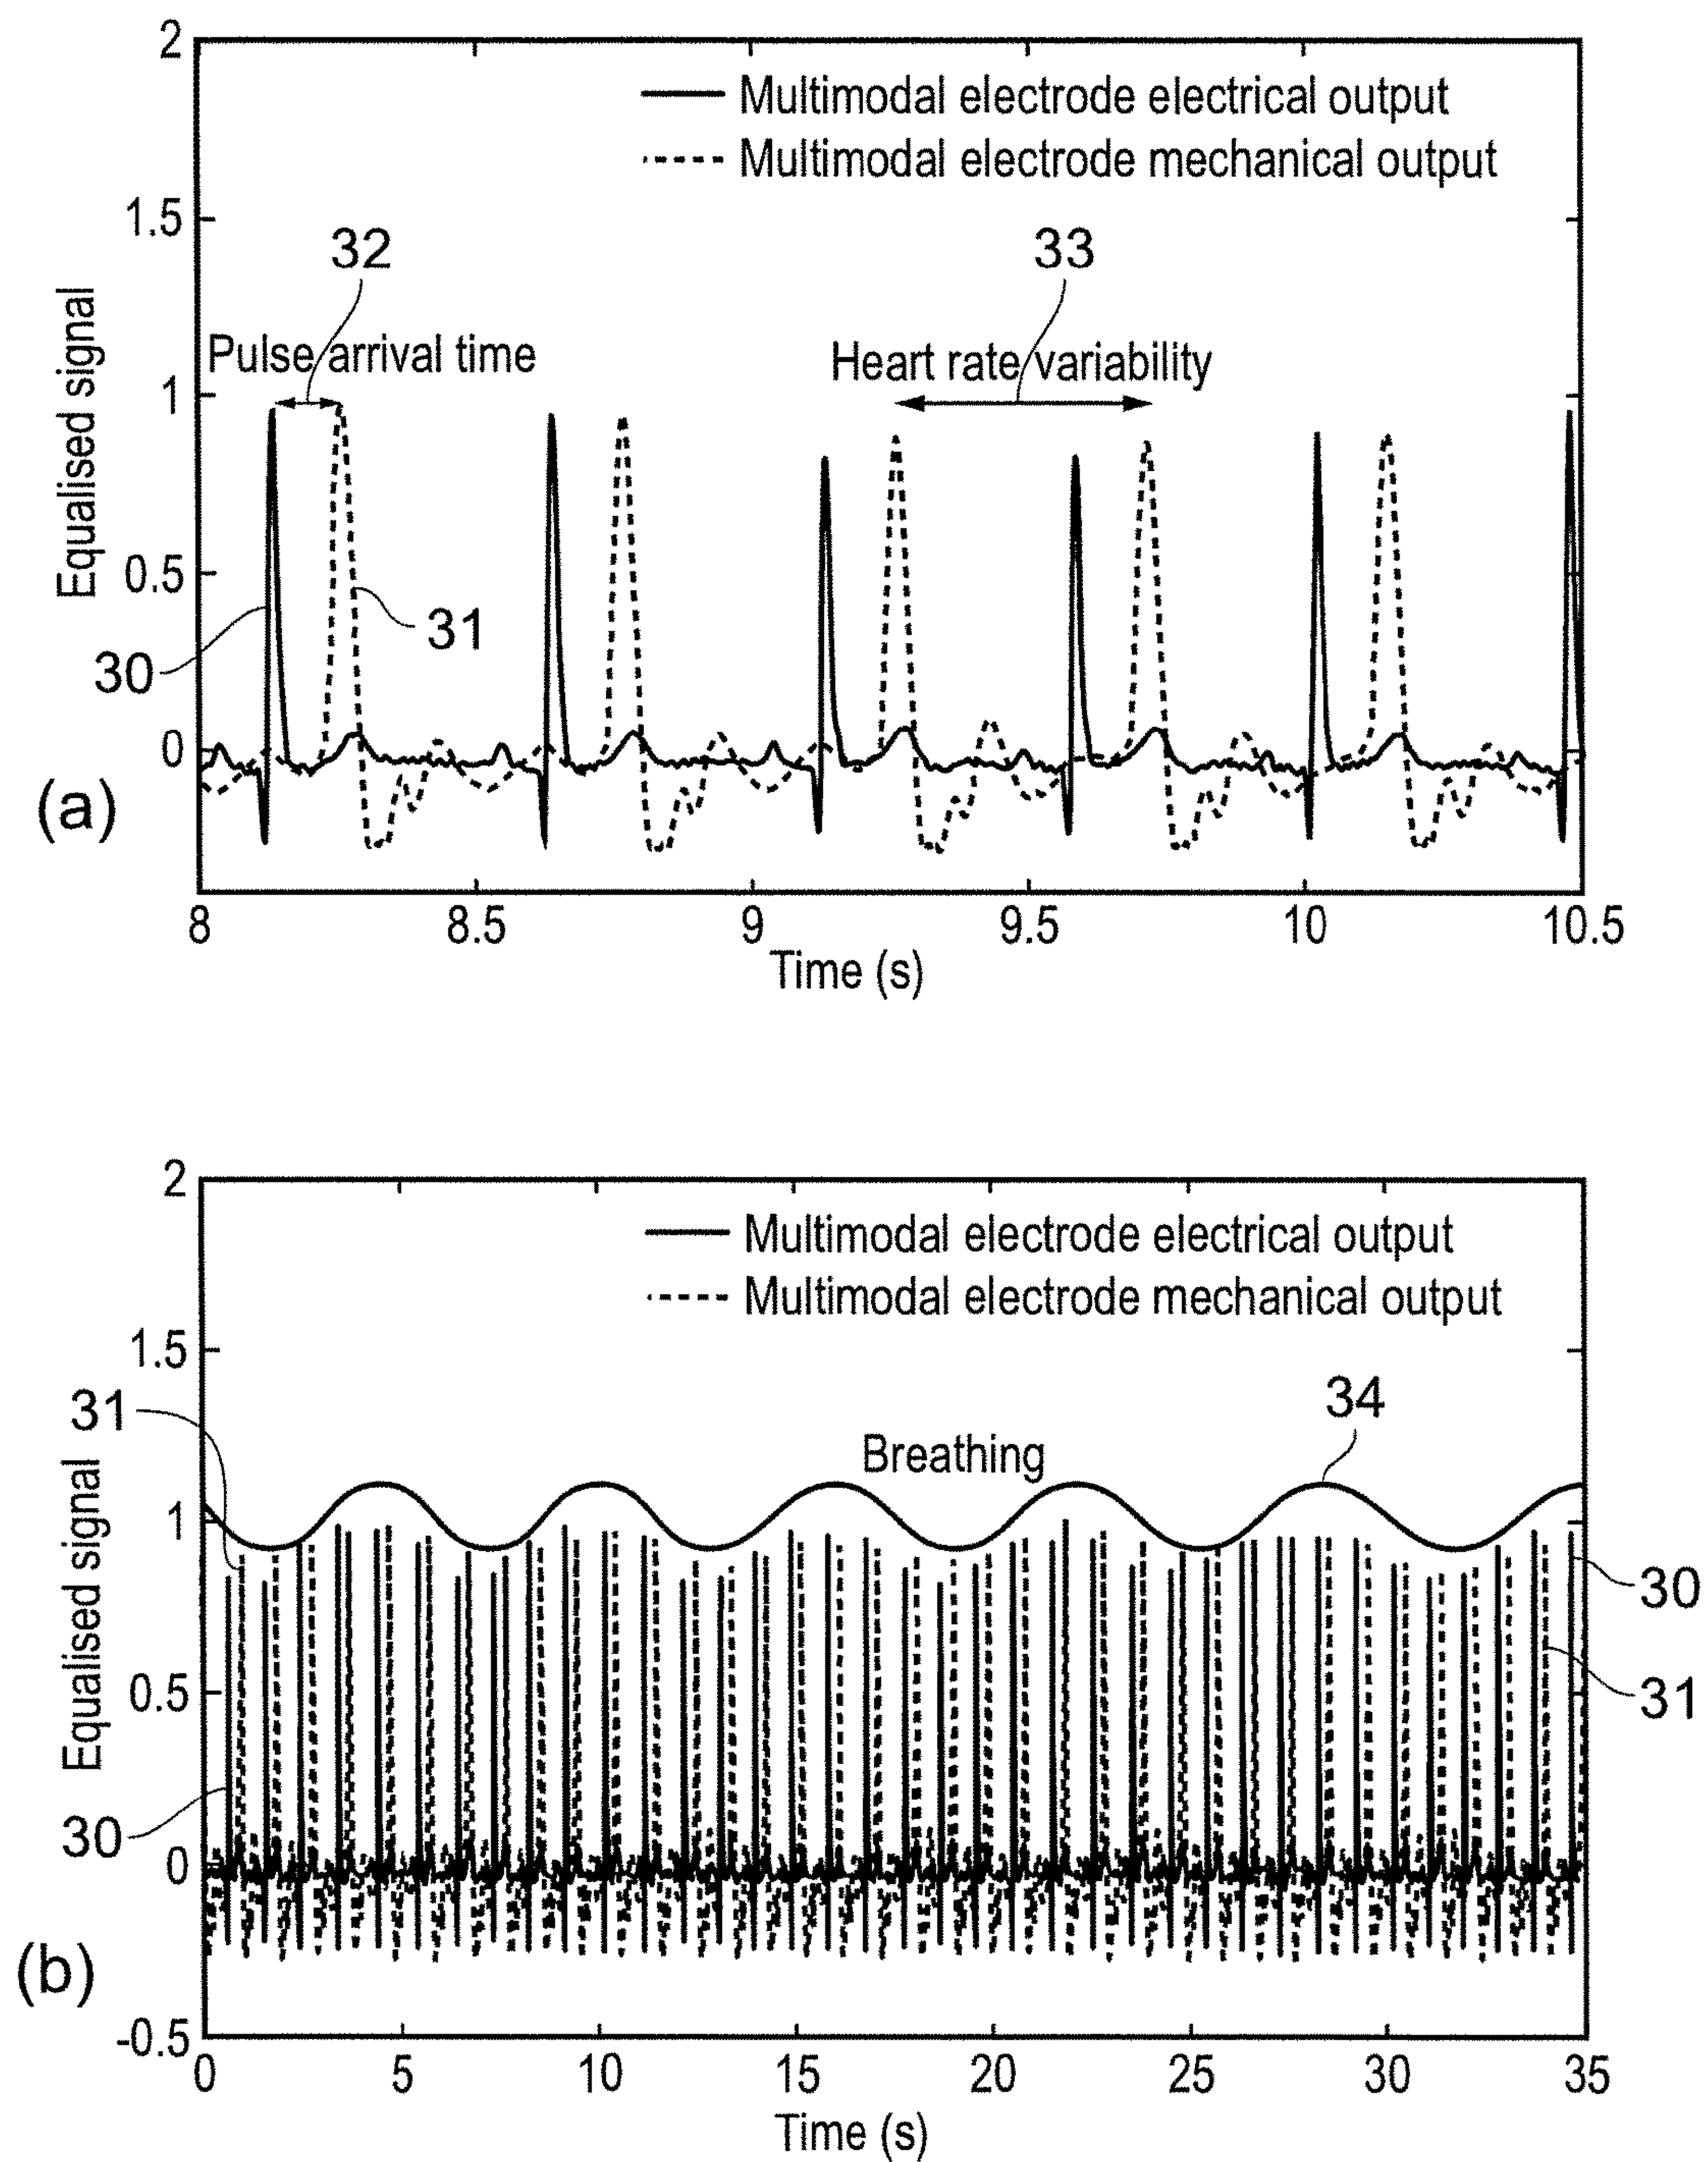 2
Multimodal electrode electrical output
Multimodal electrode mechanical output
1.5
32
33
Pulse arrival time
Heart rate variability
1
Equalised signal
0.5
31
30
0
(a)
8
8.5
9
9.5
10
10.5
Time (s)
2
Multimodal electrode electrical output
Multimodal electrode mechanical output
1.5
31
34
Breathing
1
Equalised signal
30
0.5
31
30
0
(b)
-0.5
0
5
10
15
20
25
30
35
Time (s)